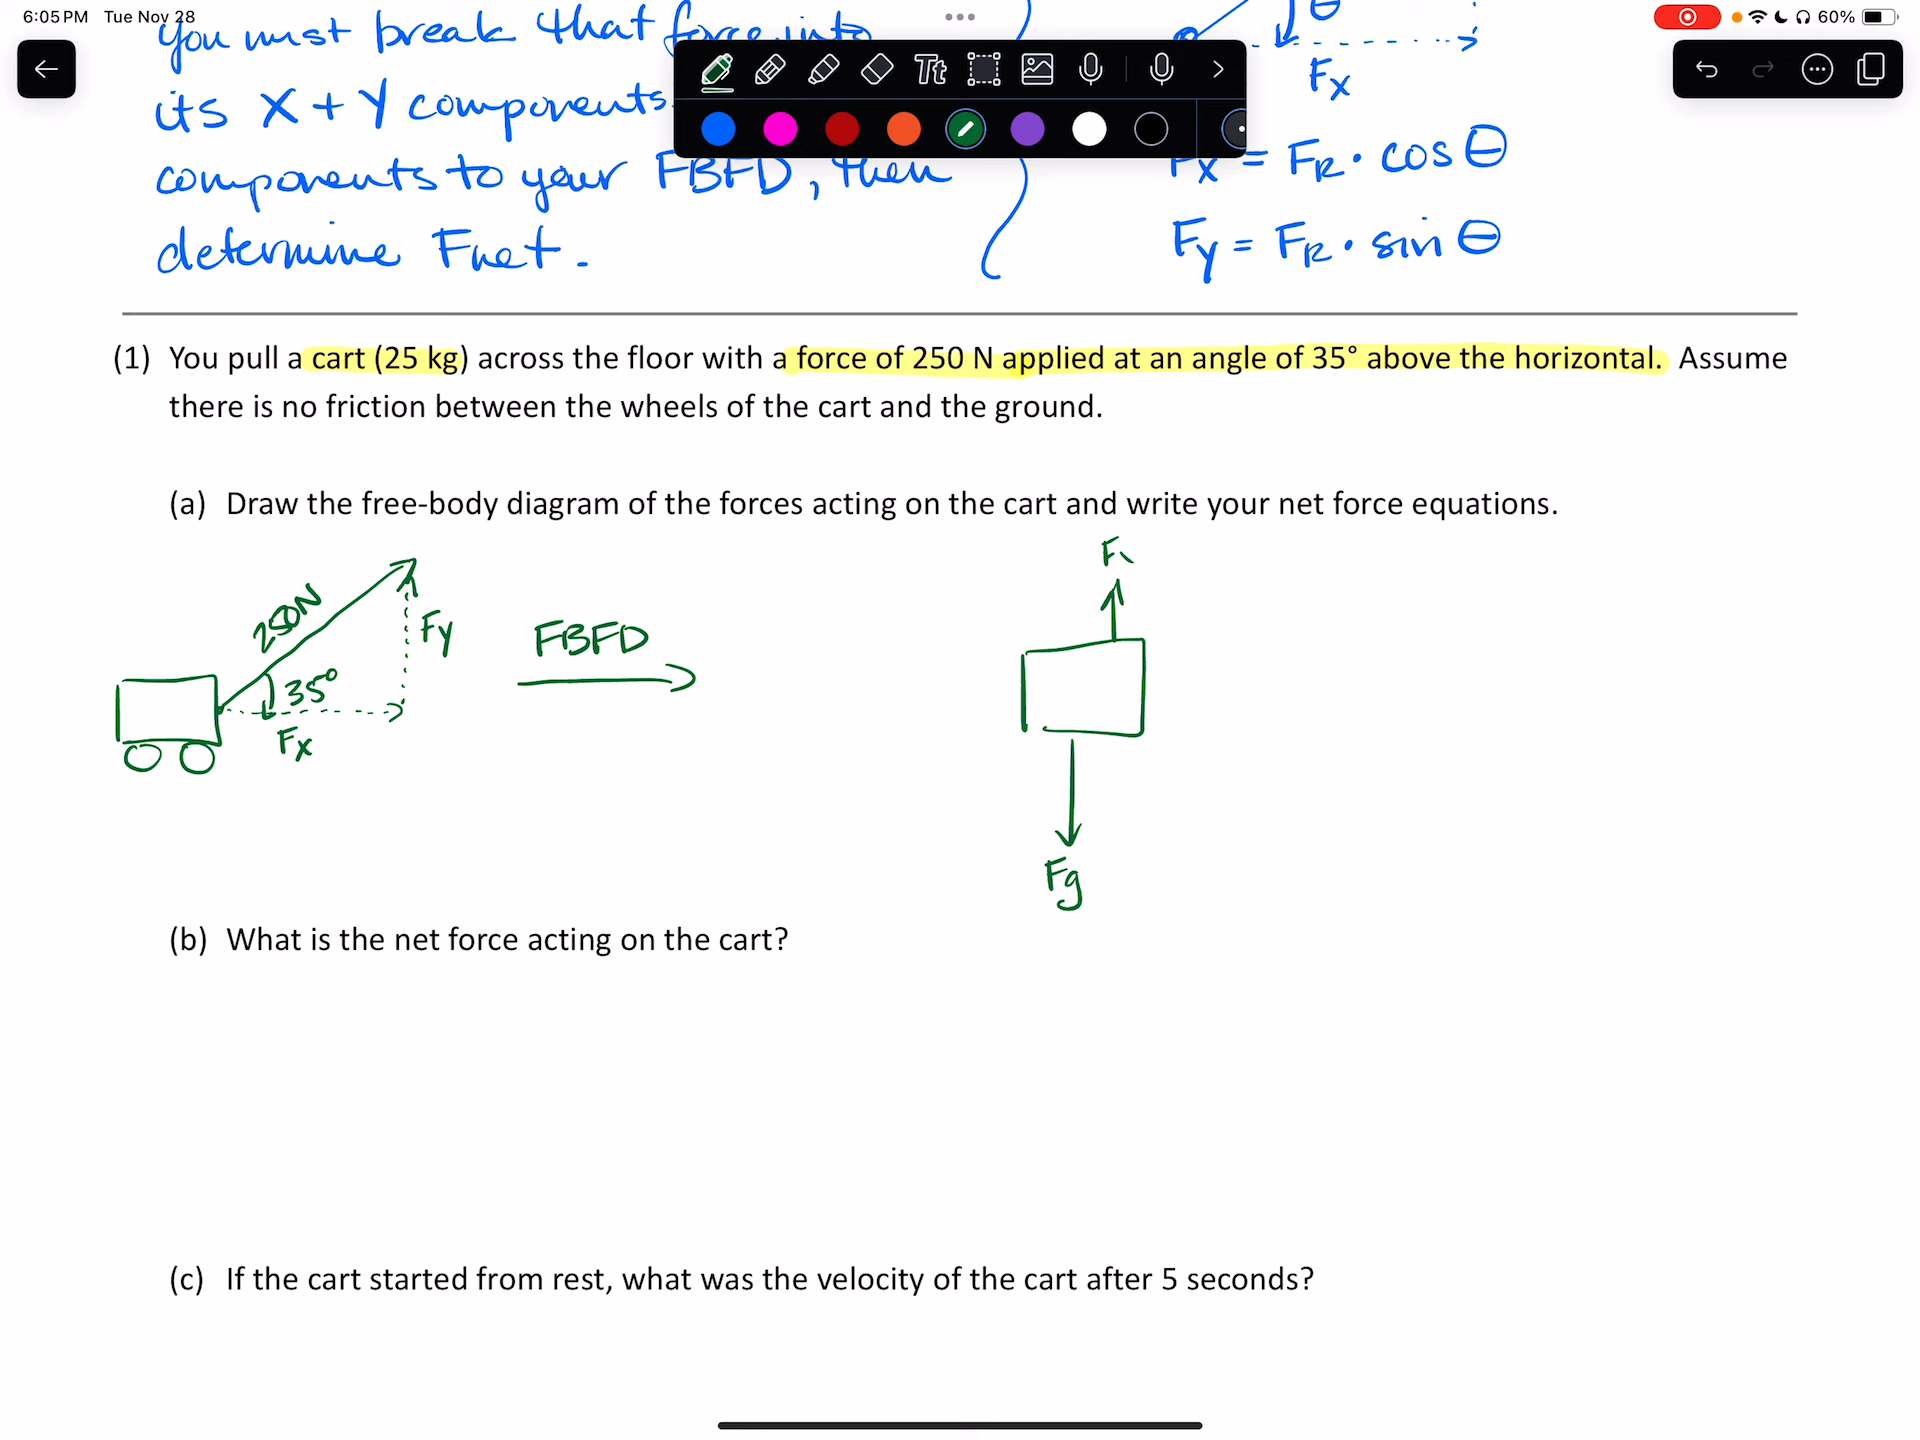 6:05 PM Tue Nov 28
60%
you must break that force into
its X + Y components.
components to your FBFD, then
determine Fnet.
θ
Fx
Fx = FR · cos θ
Fy = FR · sin θ
Tt
(1) You pull a cart (25 kg) across the floor with a force of 250 N applied at an angle of 35° above the horizontal. Assume
there is no friction between the wheels of the cart and the ground.
(a) Draw the free-body diagram of the forces acting on the cart and write your net force equations.
250N
Fy
35°
Fx
FBFD
F
Fg
(b) What is the net force acting on the cart?
(c) If the cart started from rest, what was the velocity of the cart after 5 seconds?